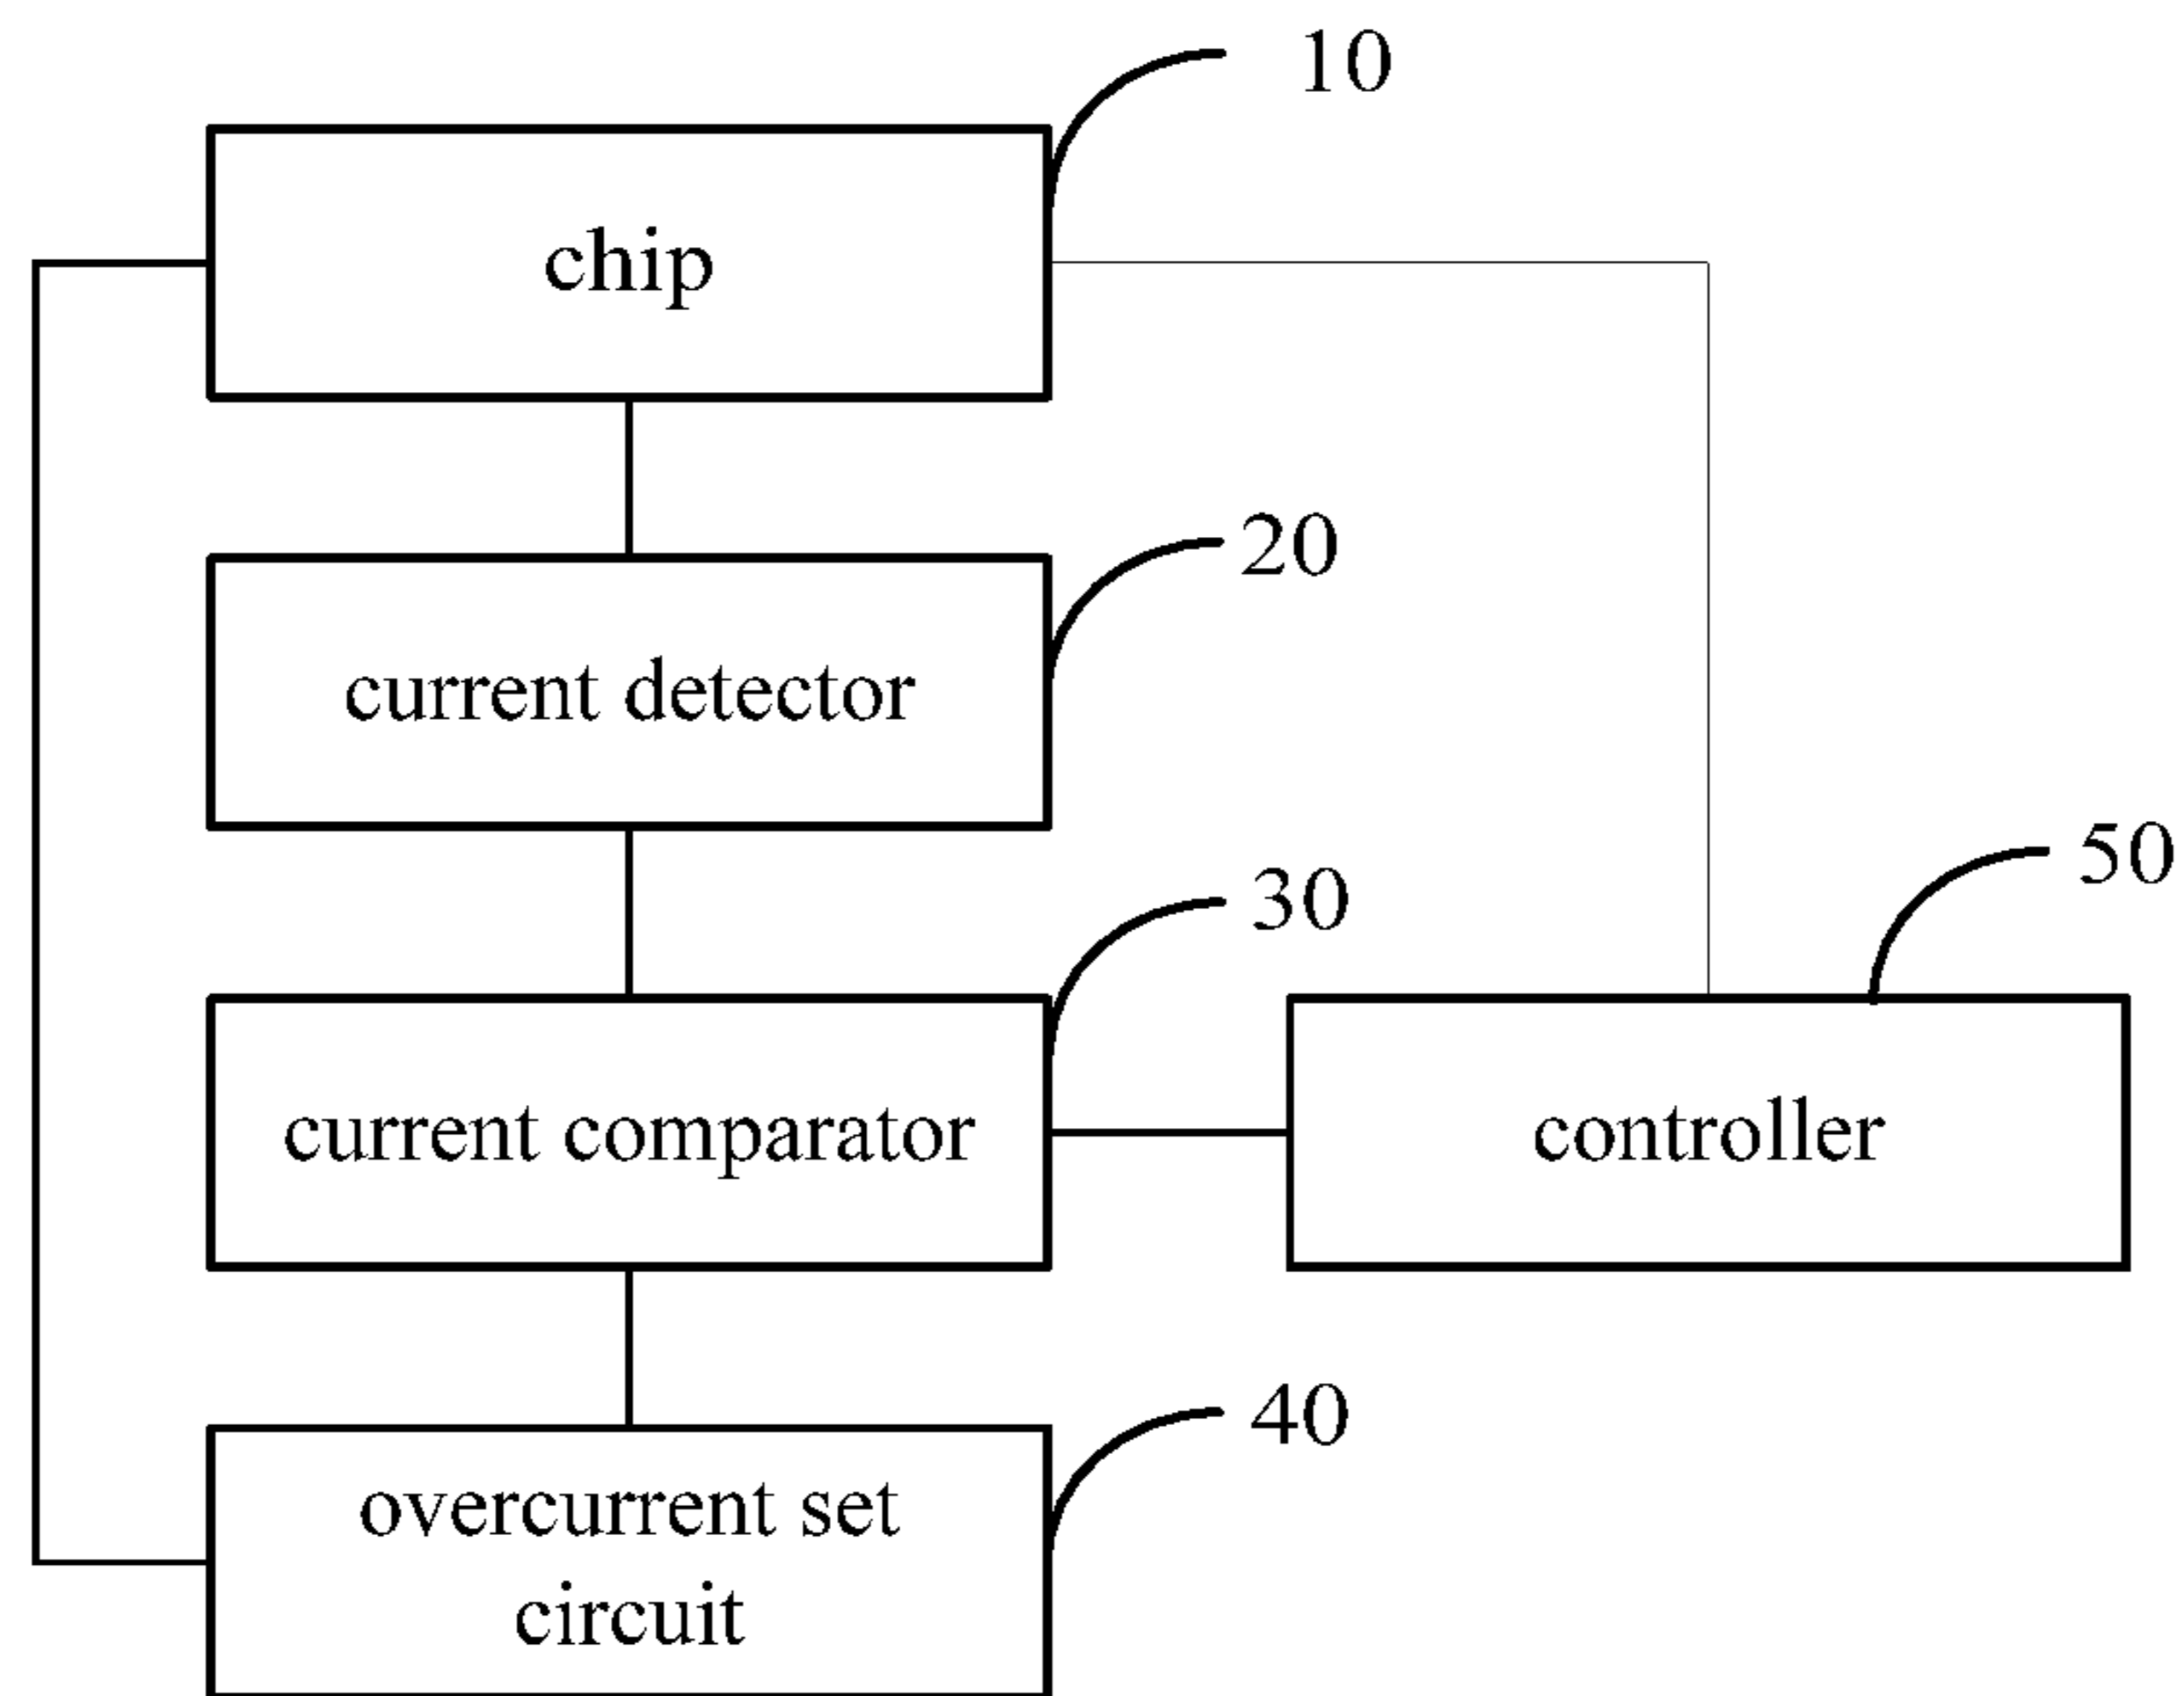 10
chip
20
current detector
30
50
current comparator
controller
40
overcurrent set
circuit